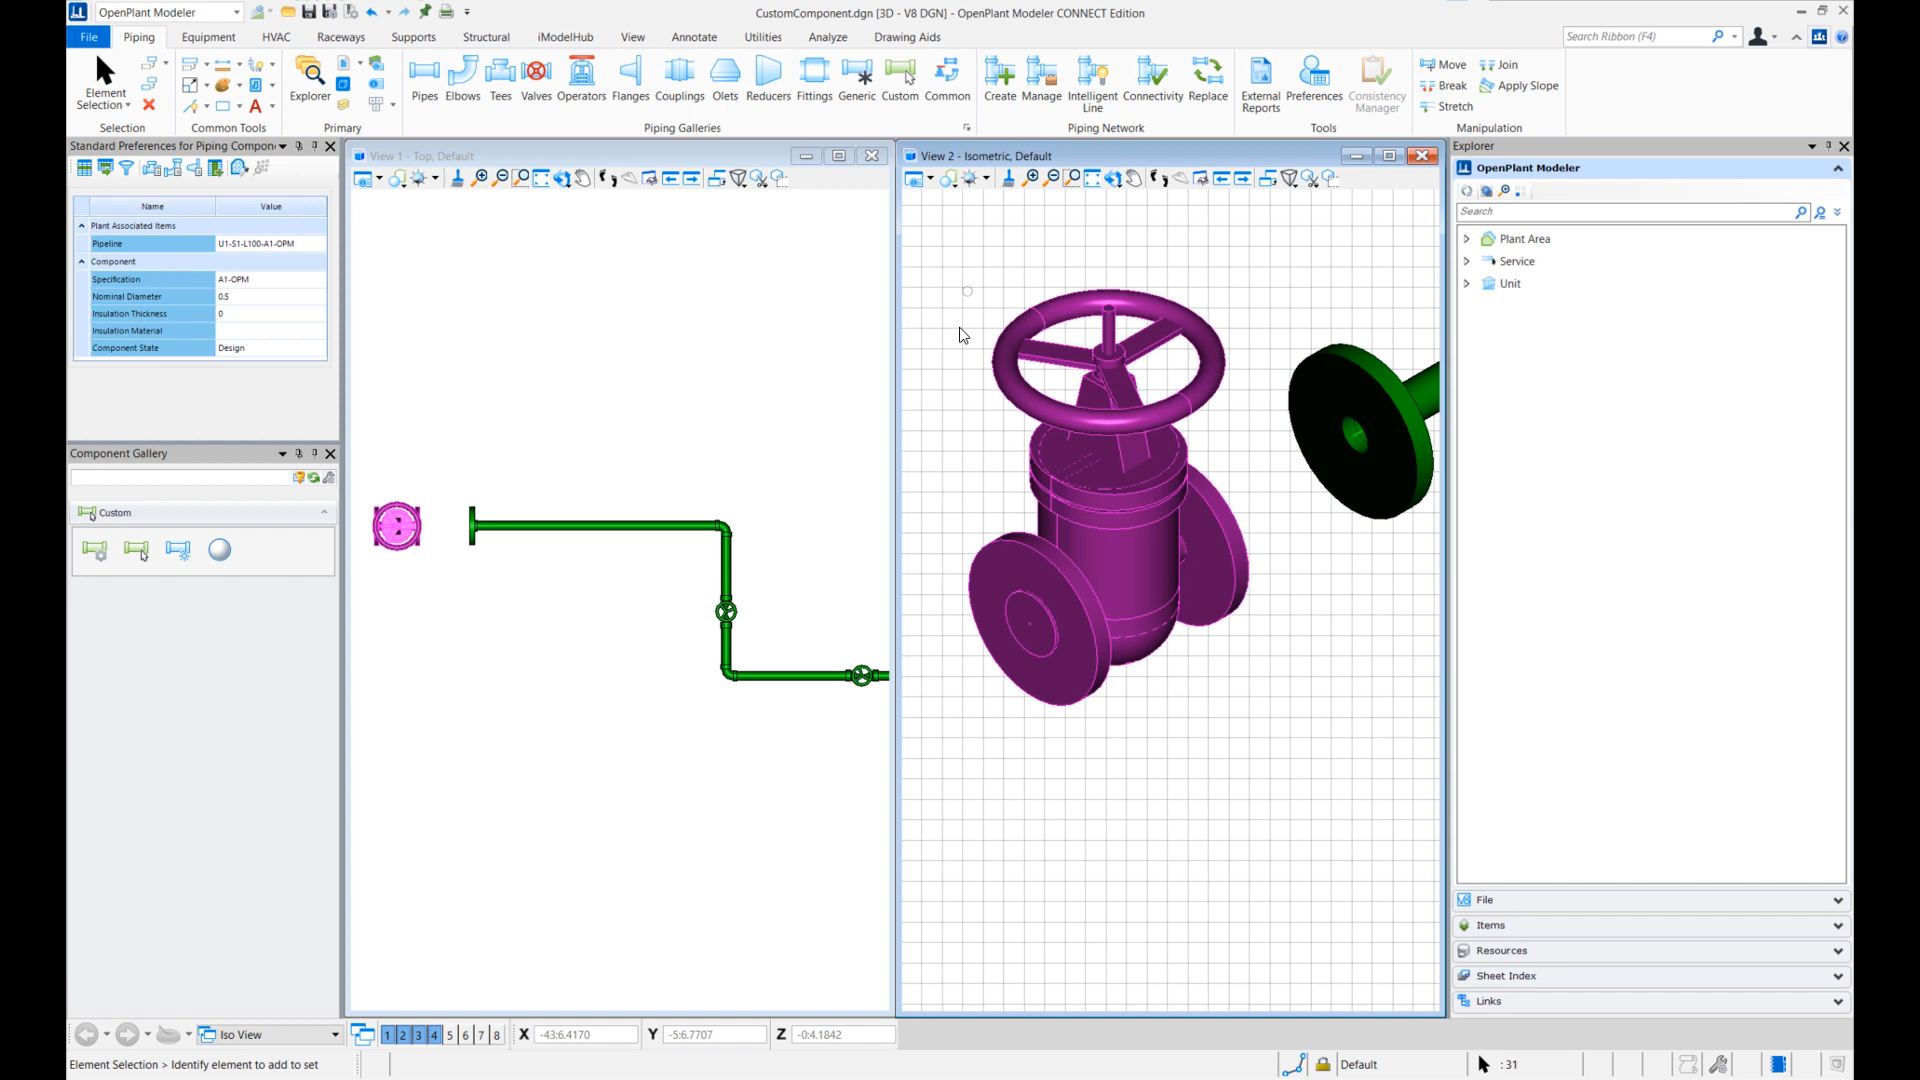 OpenPlant Modeler
CustomComponent.dgn [3D - V8 DGN] - OpenPlant Modeler CONNECT Edition
File Piping Equipment HVAC Raceways Supports Structural iModelHub View Annotate Utilities Analyze Drawing Aids
Search Ribbon (F4)
Element Selection
Explorer
Pipes Elbows Tees Valves Operators Flanges Couplings Olets Reducers Fittings Generic Custom Common
Create Manage Intelligent Line Connectivity Replace
External Reports Preferences Consistency Manager
Move Join
Break Apply Slope
Stretch
Selection Common Tools Primary Piping Galleries Piping Network Tools Manipulation
Standard Preferences for Piping Compon
Name Value
Plant Associated Items
Pipeline U1-S1-L100-A1-OPM
Component
Specification A1-OPM
Nominal Diameter 0.5
Insulation Thickness 0
Insulation Material
Component State Design
Component Gallery
Custom
View 1 - Top, Default
View 2 - Isometric, Default
Explorer
OpenPlant Modeler
Search
Plant Area
Service
Unit
File
Items
Resources
Sheet Index
Links
Iso View
1 2 3 4 5 6 7 8
X -43:6.4170 Y -5:6.7707 Z -0:4.1842
Element Selection > Identify element to add to set
Default
: 31